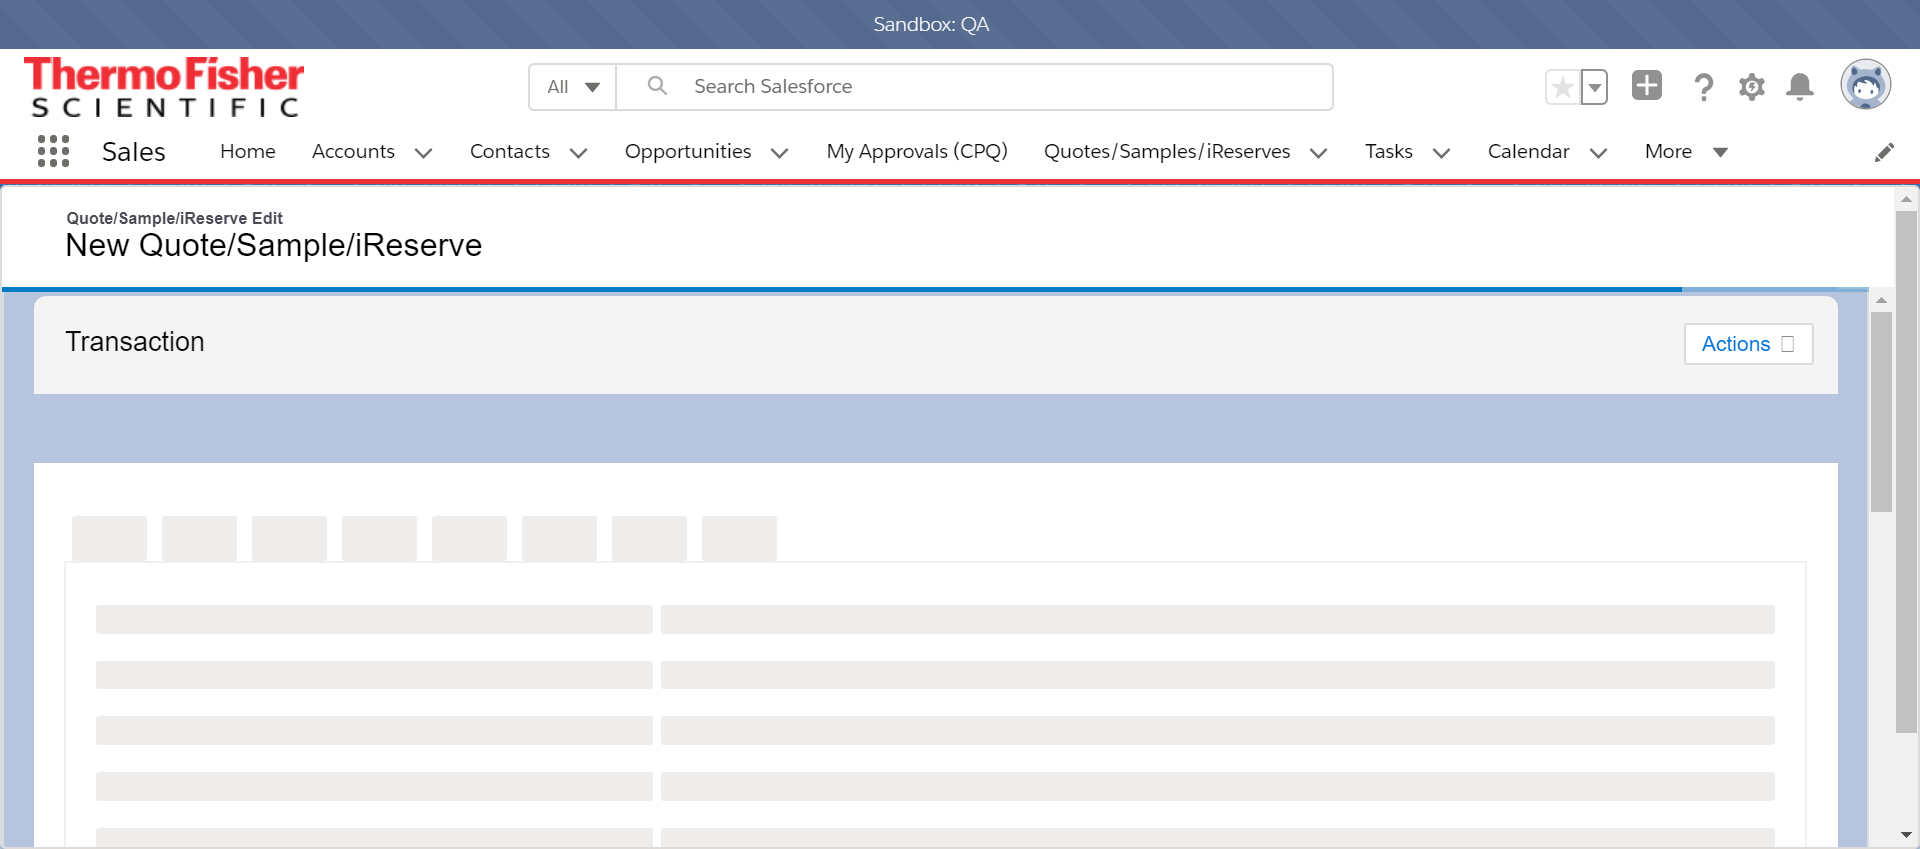 Sandbox: QA
ThermoFisher
SCIENTIFIC
All
Search Salesforce
Sales
Home
Accounts
Contacts
Opportunities
My Approvals (CPQ)
Quotes/Samples/iReserves
Tasks
Calendar
More
Quote/Sample/iReserve Edit
New Quote/Sample/iReserve
Transaction
Actions